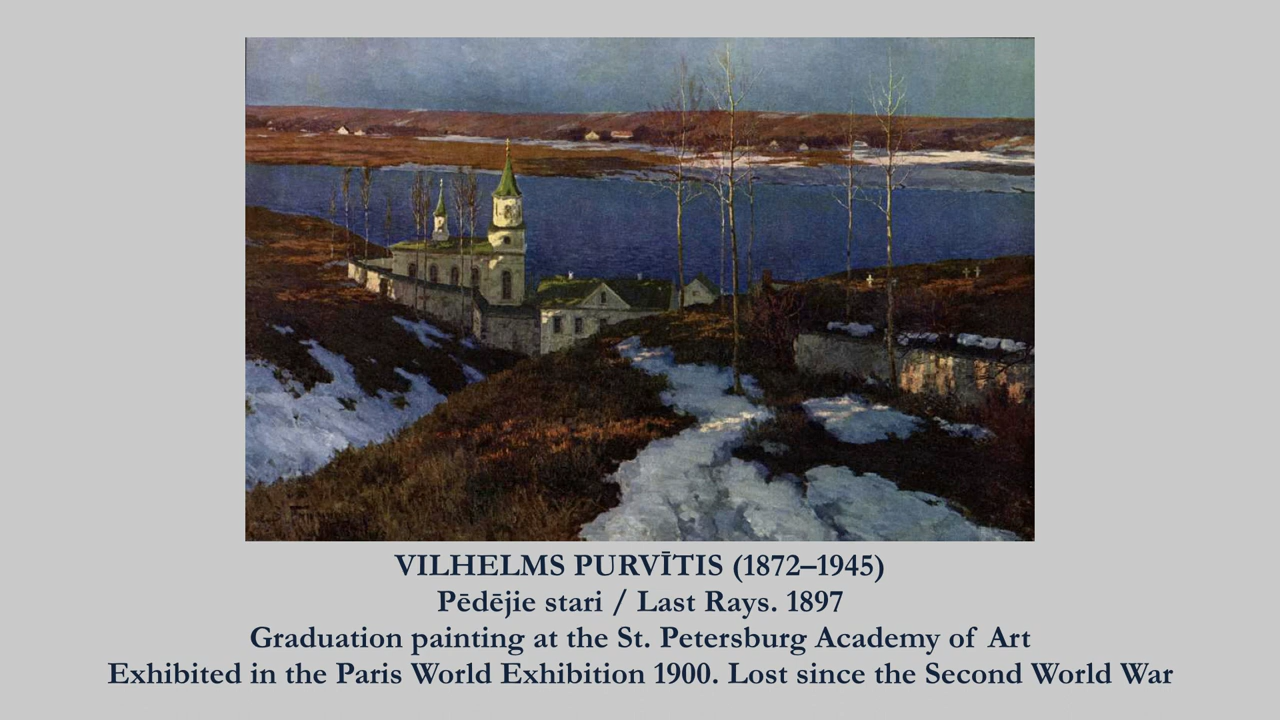 VILHELMS PURVĪTIS (1872–1945)
Pēdējie stari / Last Rays. 1897
Graduation painting at the St. Petersburg Academy of Art
Exhibited in the Paris World Exhibition 1900. Lost since the Second World War